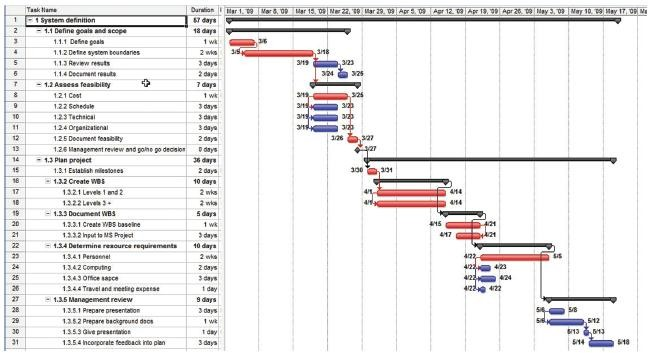 Task Name Duration Mar 1, '09 Mar 8, '09 Mar 15, '09 Mar 22, '09 Mar 29, '09 Apr 5, '09 Apr 12, '09 Apr 19, '09 Apr 26, '09 May 3, '09 May 10, '09 May 17, '09 Ma
1 1 System definition 57 days
2 1.1 Define goals and scope 18 days
3 1.1.1 Define goals 1 wk 3/6
4 1.1.2 Define system boundaries 2 wks 3/9 3/18
5 1.1.3 Review results 3 days 3/19 3/23
6 1.1.4 Document results 2 days 3/24 3/25
7 1.2 Assess feasibility 7 days
8 1.2.1 Cost 1 wk 3/19 3/25
9 1.2.2 Schedule 3 days 3/19 3/23
10 1.2.3 Technical 3 days 3/19 3/23
11 1.2.4 Organizational 3 days 3/19 3/23
12 1.2.5 Document feasibility 2 days 3/26 3/27
13 1.2.6 Management review and go/no go decision 0 days 3/27
14 1.3 Plan project 36 days
15 1.3.1 Establish milestones 2 days 3/30 3/31
16 1.3.2 Create WBS 10 days
17 1.3.2.1 Levels 1 and 2 2 wks 4/1 4/14
18 1.3.2.2 Levels 3 + 2 wks 4/1 4/14
19 1.3.3 Document WBS 5 days
20 1.3.3.1 Create WBS baseline 1 wk 4/15 4/21
21 1.3.3.2 Input to MS Project 3 days 4/17 4/21
22 1.3.4 Determine resource requirements 10 days
23 1.3.4.1 Personnel 2 wks 4/22 5/5
24 1.3.4.2 Computing 2 days 4/22 4/23
25 1.3.4.3 Office sapce 3 days 4/22 4/24
26 1.3.4.4 Travel and meeting expense 1 day 4/22 4/22
27 1.3.5 Management review 9 days
28 1.3.5.1 Prepare presentation 3 days 5/6 5/8
29 1.3.5.2 Prepare background docs 1 wk 5/6 5/12
30 1.3.5.3 Give presentation 1 day 5/13 5/13
31 1.3.5.4 Incorporate feedback into plan 3 days 5/14 5/18